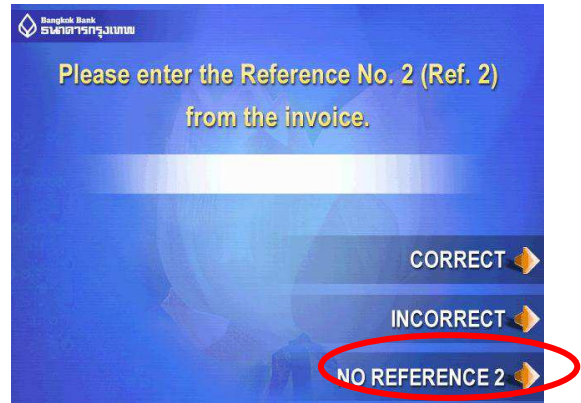 Bangkok Bank
ธนาคารกรุงเทพ
Please enter the Reference No. 2 (Ref. 2)
from the invoice.
CORRECT
INCORRECT
NO REFERENCE 2